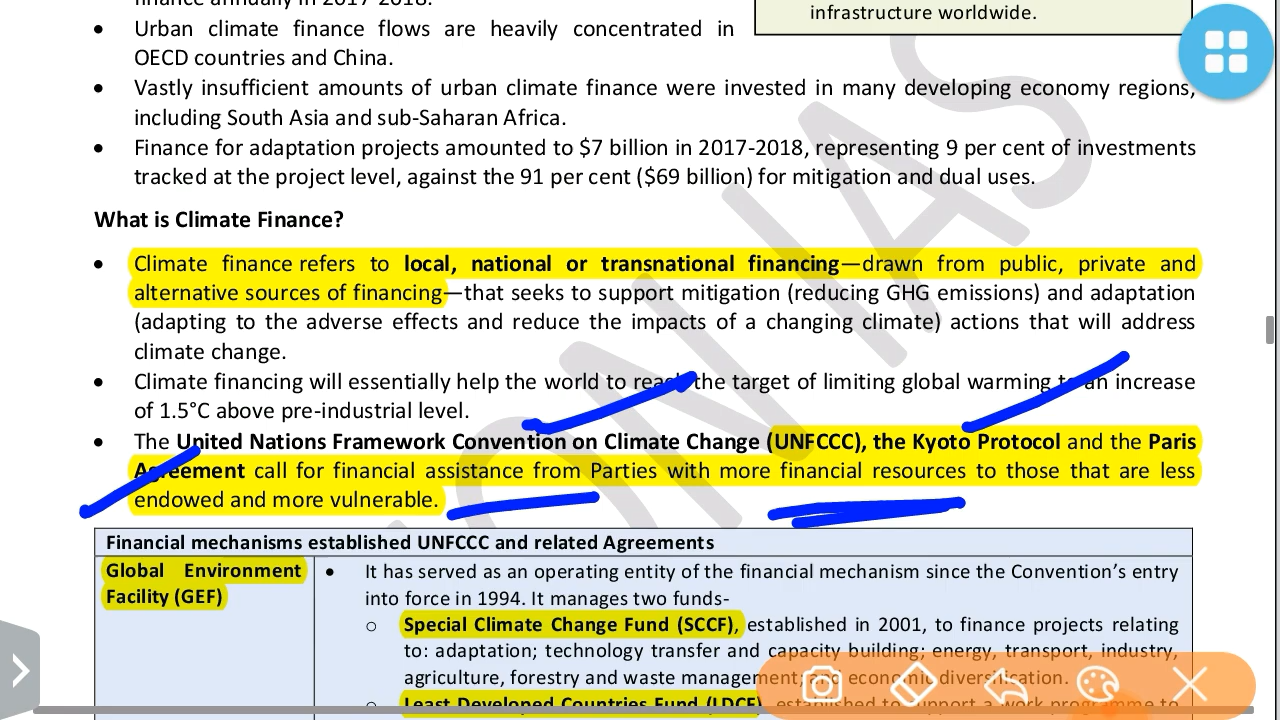 finance annually in 2017-2018.
infrastructure worldwide.
• Urban climate finance flows are heavily concentrated in
OECD countries and China.
• Vastly insufficient amounts of urban climate finance were invested in many developing economy regions,
including South Asia and sub-Saharan Africa.
• Finance for adaptation projects amounted to $7 billion in 2017-2018, representing 9 per cent of investments
tracked at the project level, against the 91 per cent ($69 billion) for mitigation and dual uses.
What is Climate Finance?
• Climate finance refers to local, national or transnational financing—drawn from public, private and
alternative sources of financing—that seeks to support mitigation (reducing GHG emissions) and adaptation
(adapting to the adverse effects and reduce the impacts of a changing climate) actions that will address
climate change.
• Climate financing will essentially help the world to reach the target of limiting global warming to an increase
of 1.5°C above pre-industrial level.
• The United Nations Framework Convention on Climate Change (UNFCCC), the Kyoto Protocol and the Paris
Agreement call for financial assistance from Parties with more financial resources to those that are less
endowed and more vulnerable.
Financial mechanisms established UNFCCC and related Agreements
Global Environment
Facility (GEF)
• It has served as an operating entity of the financial mechanism since the Convention's entry
into force in 1994. It manages two funds-
o Special Climate Change Fund (SCCF), established in 2001, to finance projects relating
to: adaptation; technology transfer and capacity building; energy, transport, industry,
agriculture, forestry and waste management; and economic diversification.
o Least Developed Countries Fund (LDCF), established to support a work programme to
ON IAS